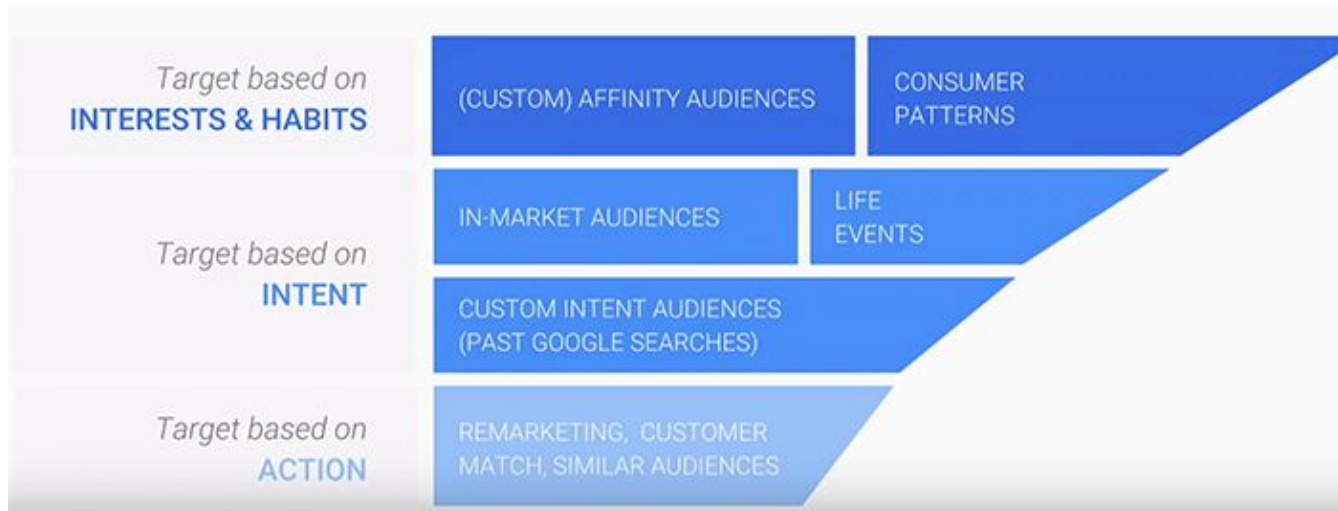 Target based on
INTERESTS & HABITS
(CUSTOM) AFFINITY AUDIENCES
CONSUMER
PATTERNS
Target based on
INTENT
IN-MARKET AUDIENCES
LIFE
EVENTS
CUSTOM INTENT AUDIENCES
(PAST GOOGLE SEARCHES)
Target based on
ACTION
REMARKETING, CUSTOMER
MATCH, SIMILAR AUDIENCES